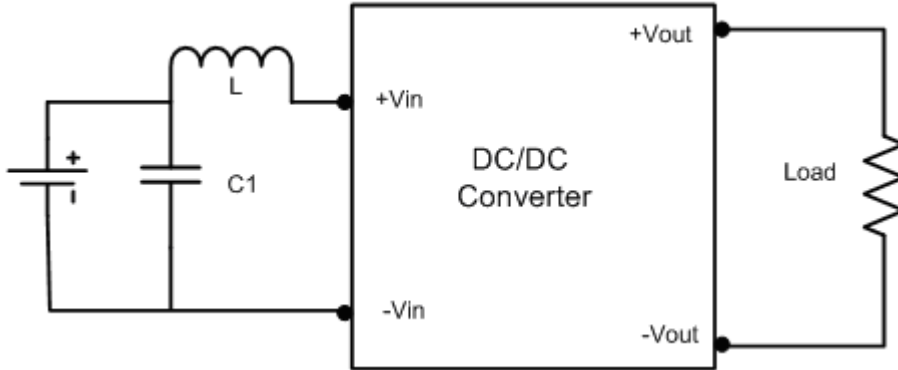 +Vout
L
+Vin
DC/DC
Converter
Load
C1
+
-
-Vin
-Vout